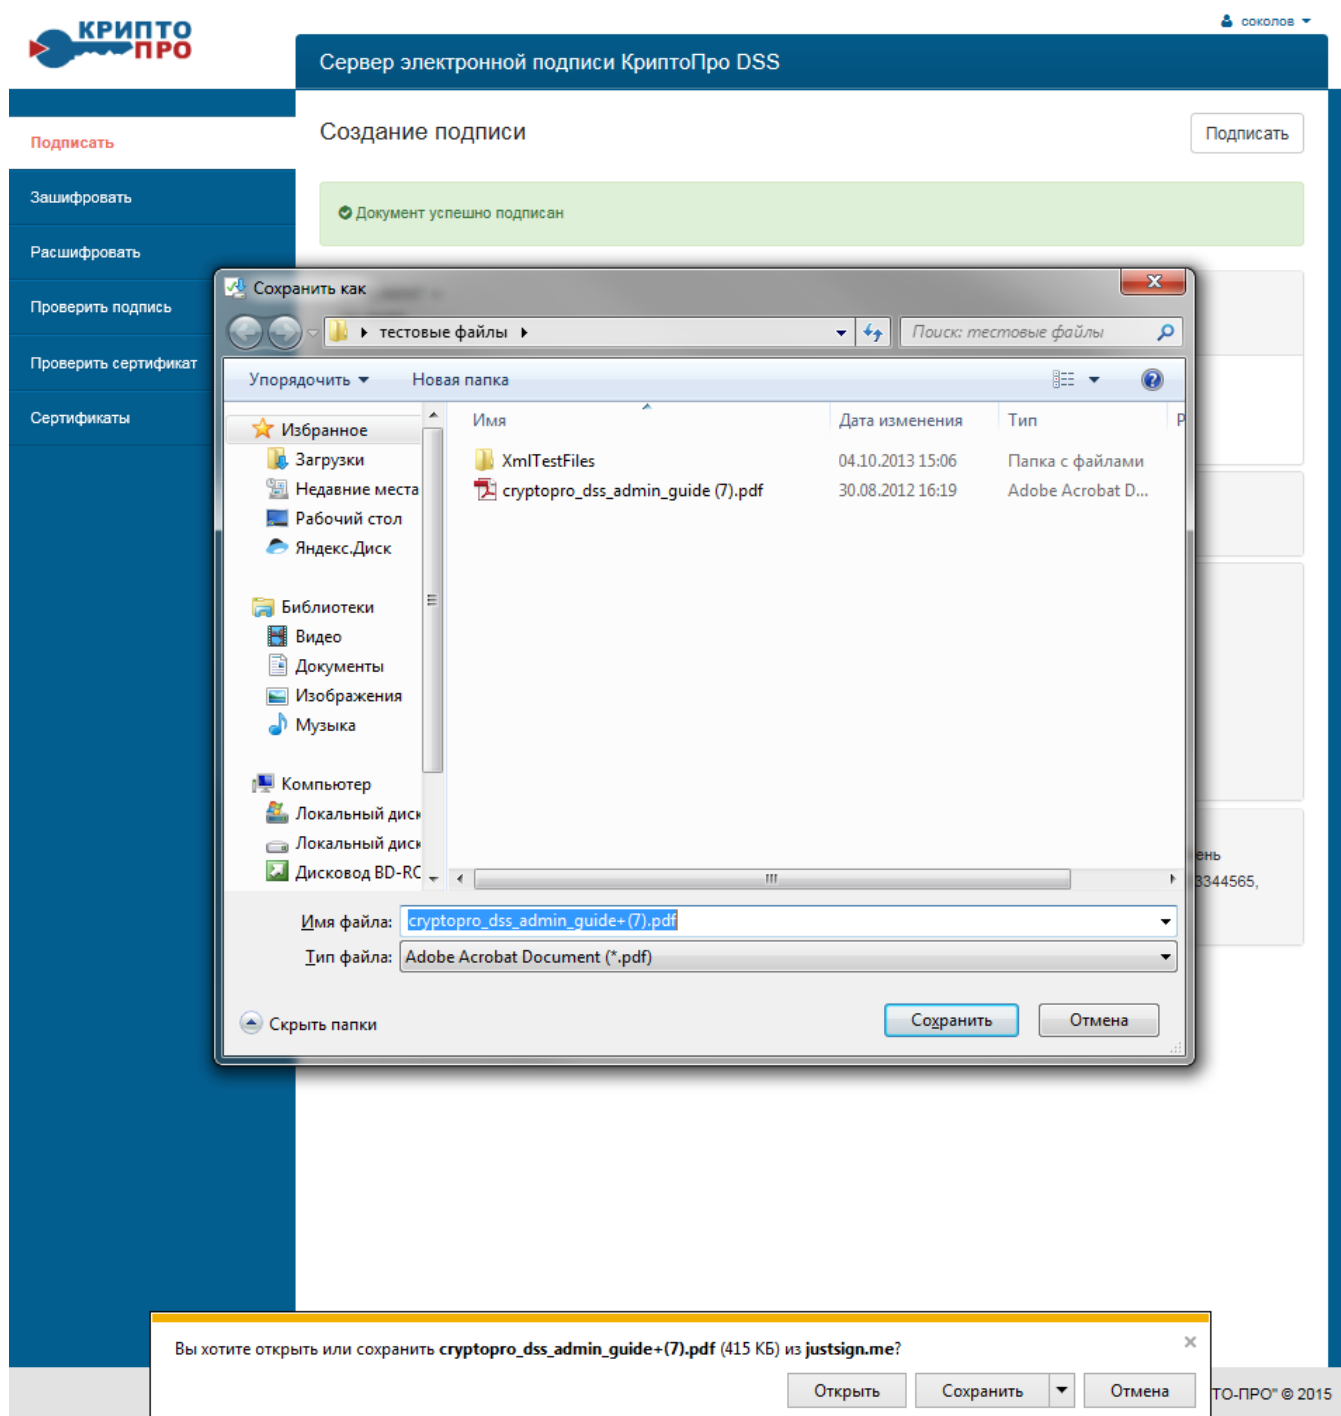 КРИПТО
ПРО
соколов
Сервер электронной подписи КриптоПро DSS
Подписать
Зашифровать
Расшифровать
Проверить подпись
Проверить сертификат
Сертификаты
Создание подписи
Подписать
Документ успешно подписан
Сохранить как
тестовые файлы
Поиск: тестовые файлы
Упорядочить
Новая папка
Избранное
Загрузки
Недавние места
Рабочий стол
Яндекс.Диск
Библиотеки
Видео
Документы
Изображения
Музыка
Компьютер
Локальный диск
Локальный диск
Дисковод BD-RO
Имя Дата изменения Тип Р
XmlTestFiles 04.10.2013 15:06 Папка с файлами
cryptopro_dss_admin_guide (7).pdf 30.08.2012 16:19 Adobe Acrobat D...
ень
3344565,
Имя файла: cryptopro_dss_admin_guide+(7).pdf
Тип файла: Adobe Acrobat Document (*.pdf)
Скрыть папки
Сохранить
Отмена
Вы хотите открыть или сохранить cryptopro_dss_admin_guide+(7).pdf (415 КБ) из justsign.me?
Открыть
Сохранить
Отмена
ТО-ПРО" © 2015